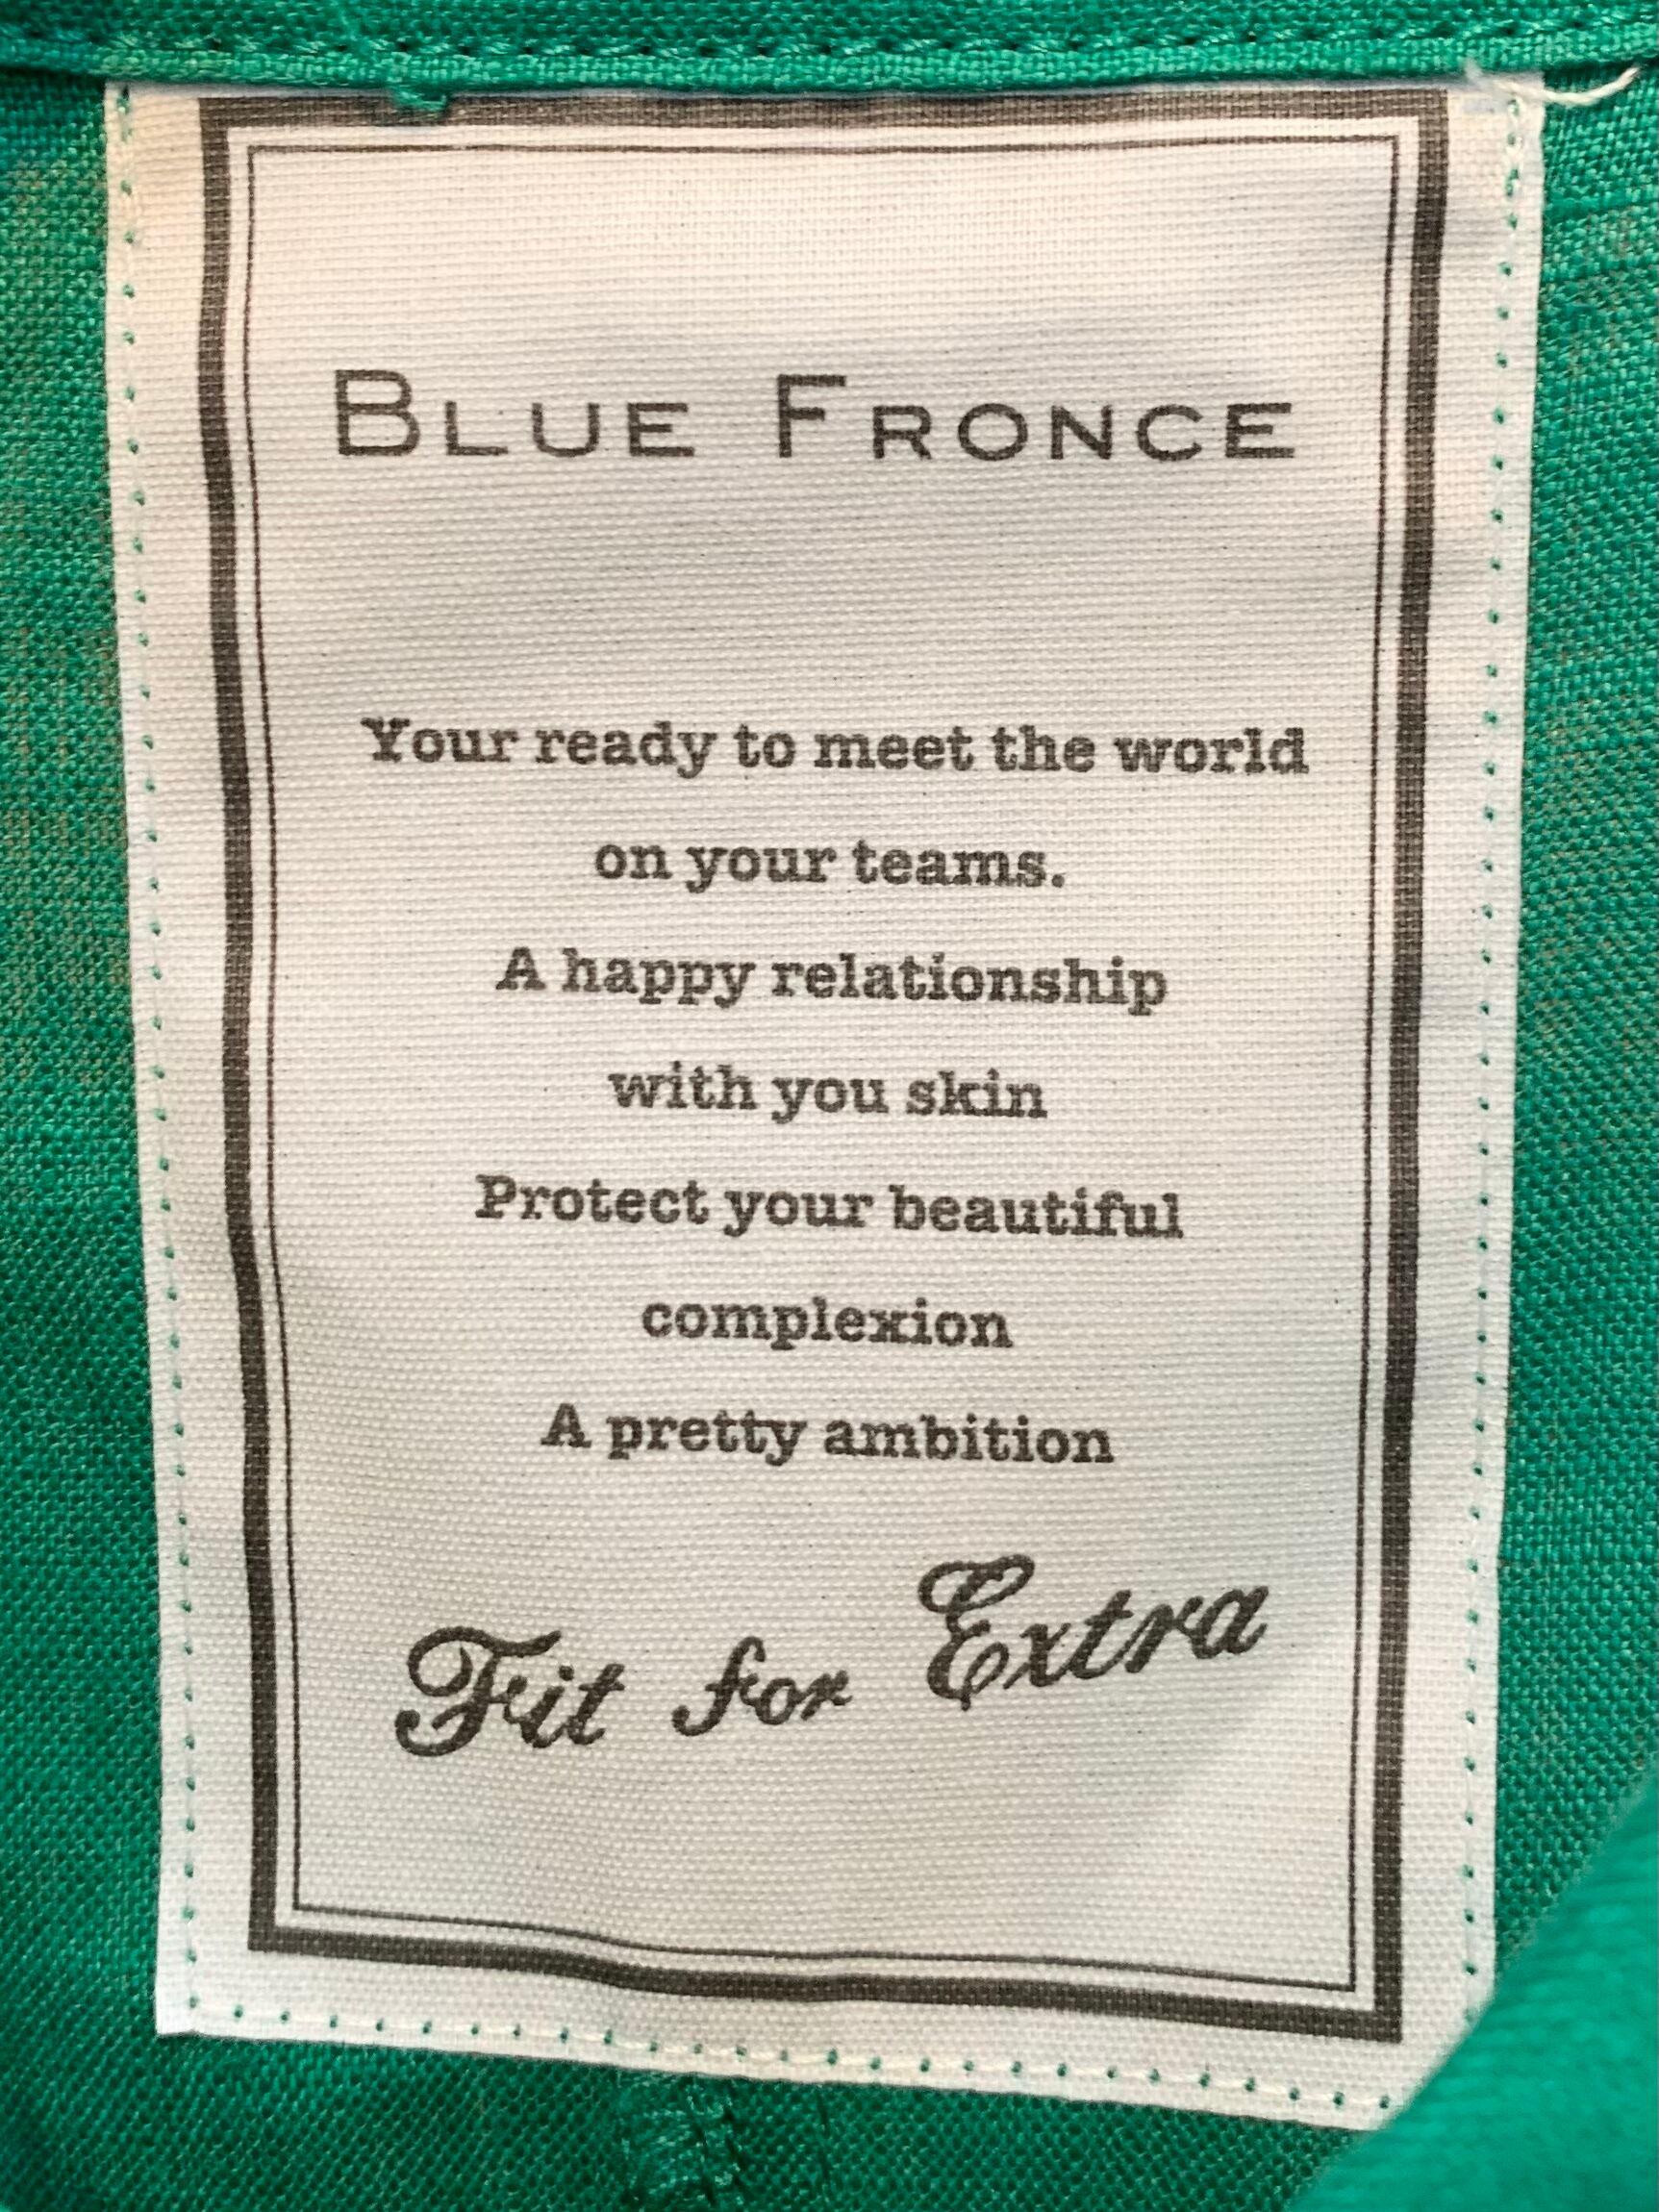 BLUE FRONCE
Your ready to meet the world
on your teams.
A happy relationship
with you skin
Protect your beautiful
complexion
A pretty ambition
Fit for Extra